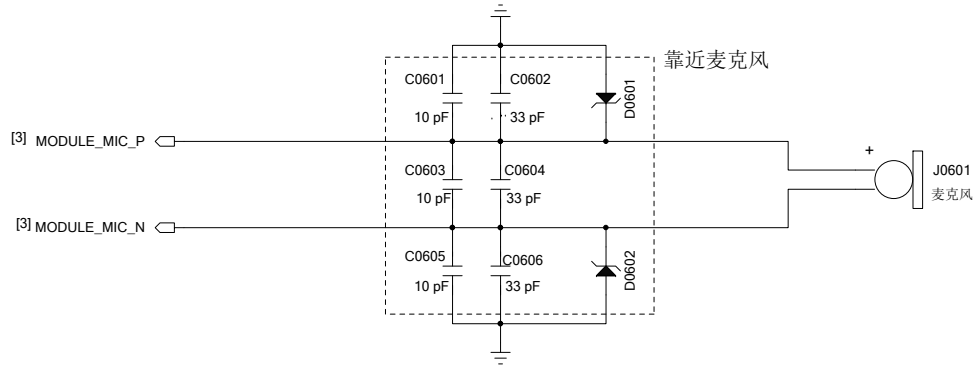 靠近麦克风
C0601
C0602
D0601
10 pF
33 pF
[3] MODULE_MIC_P
+
C0603
C0604
J0601
10 pF
33 pF
麦克风
[3] MODULE_MIC_N
C0605
C0606
D0602
10 pF
33 pF